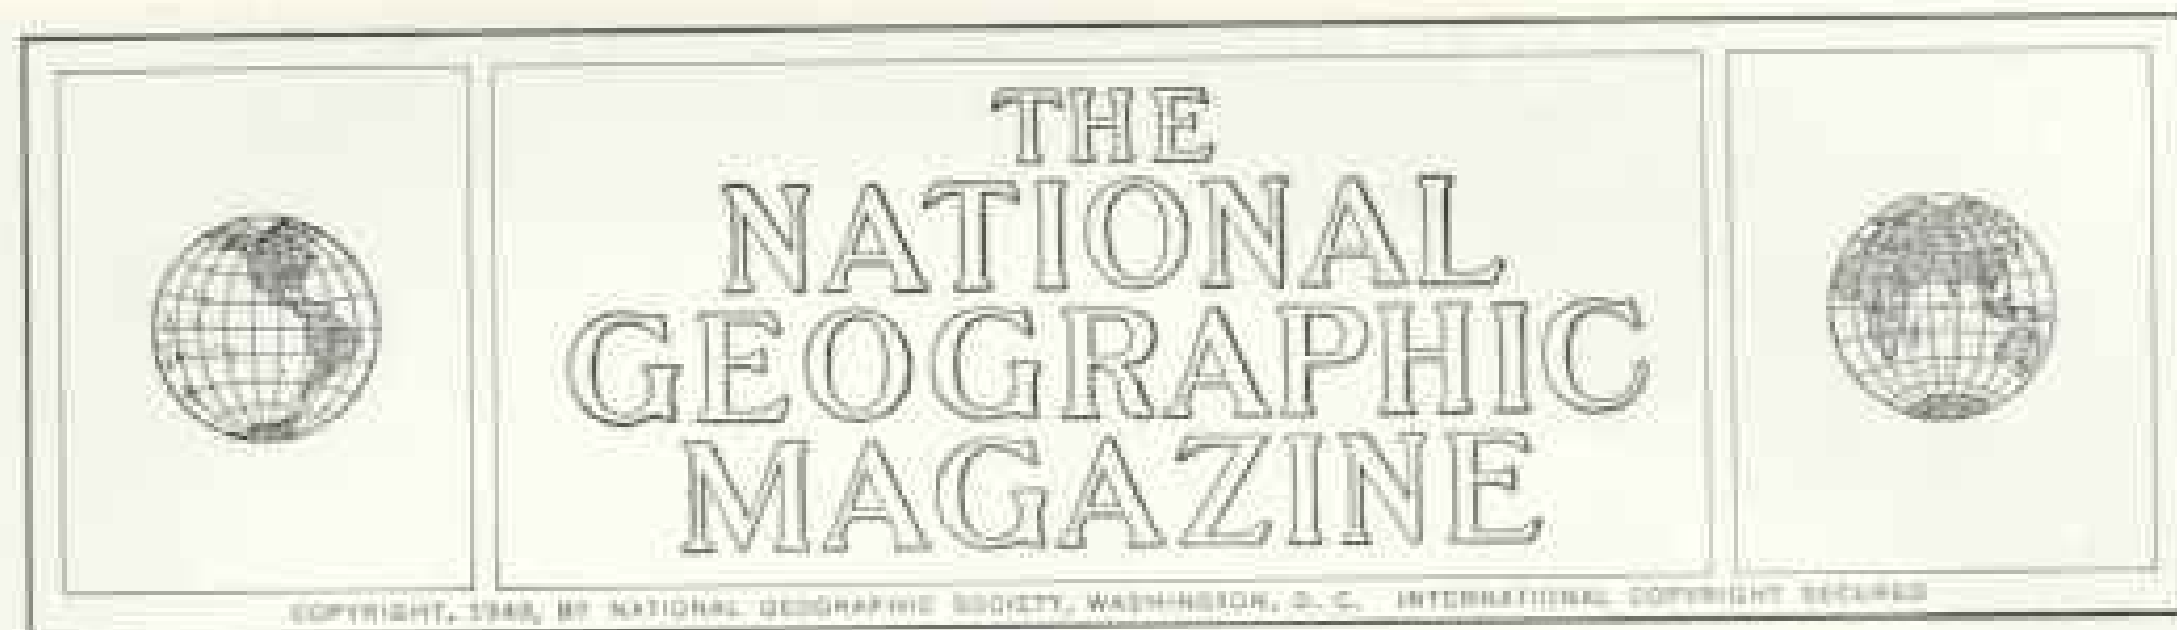 THE
NATIONAL
GEOGRAPHIC
MAGAZINE
COPYRIGHT, BY NATIONAL GEOGRAPHIC SOCIETY, WASHINGTON, D. C. INTERNATIONAL COPYRIGHT SECURED